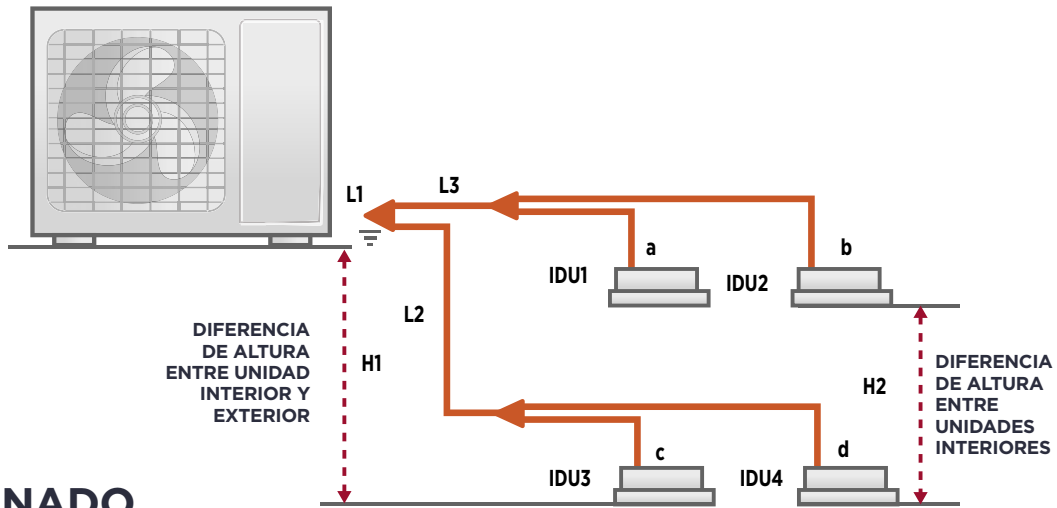 L1
L3
a
b
IDU1
IDU2
L2
DIFERENCIA
DE ALTURA
ENTRE UNIDAD
INTERIOR Y
EXTERIOR
H1
H2
DIFERENCIA
DE ALTURA
ENTRE
UNIDADES
INTERIORES
c
d
IDU3
IDU4
NADO